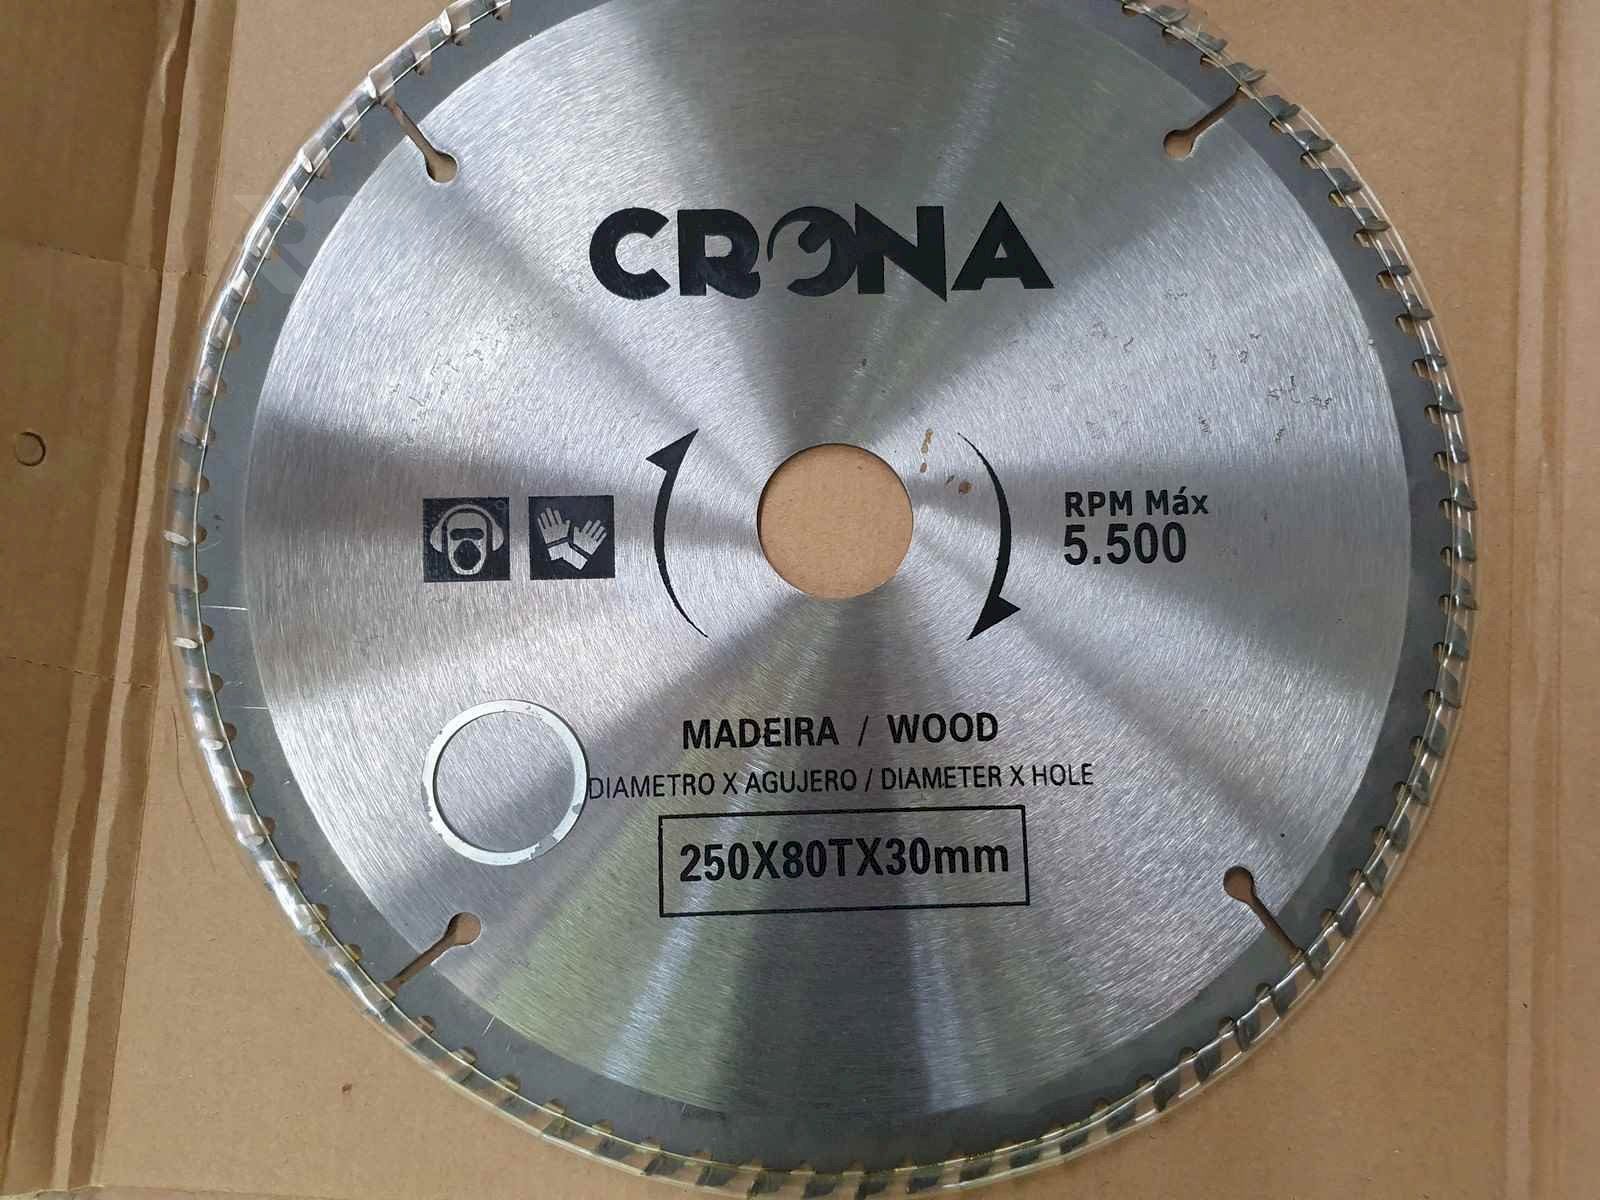 CRONA
RPM Máx
5.500
MADEIRA / WOOD
DIAMETRO X AGUJERO / DIAMETER X HOLE
250X80TX30mm